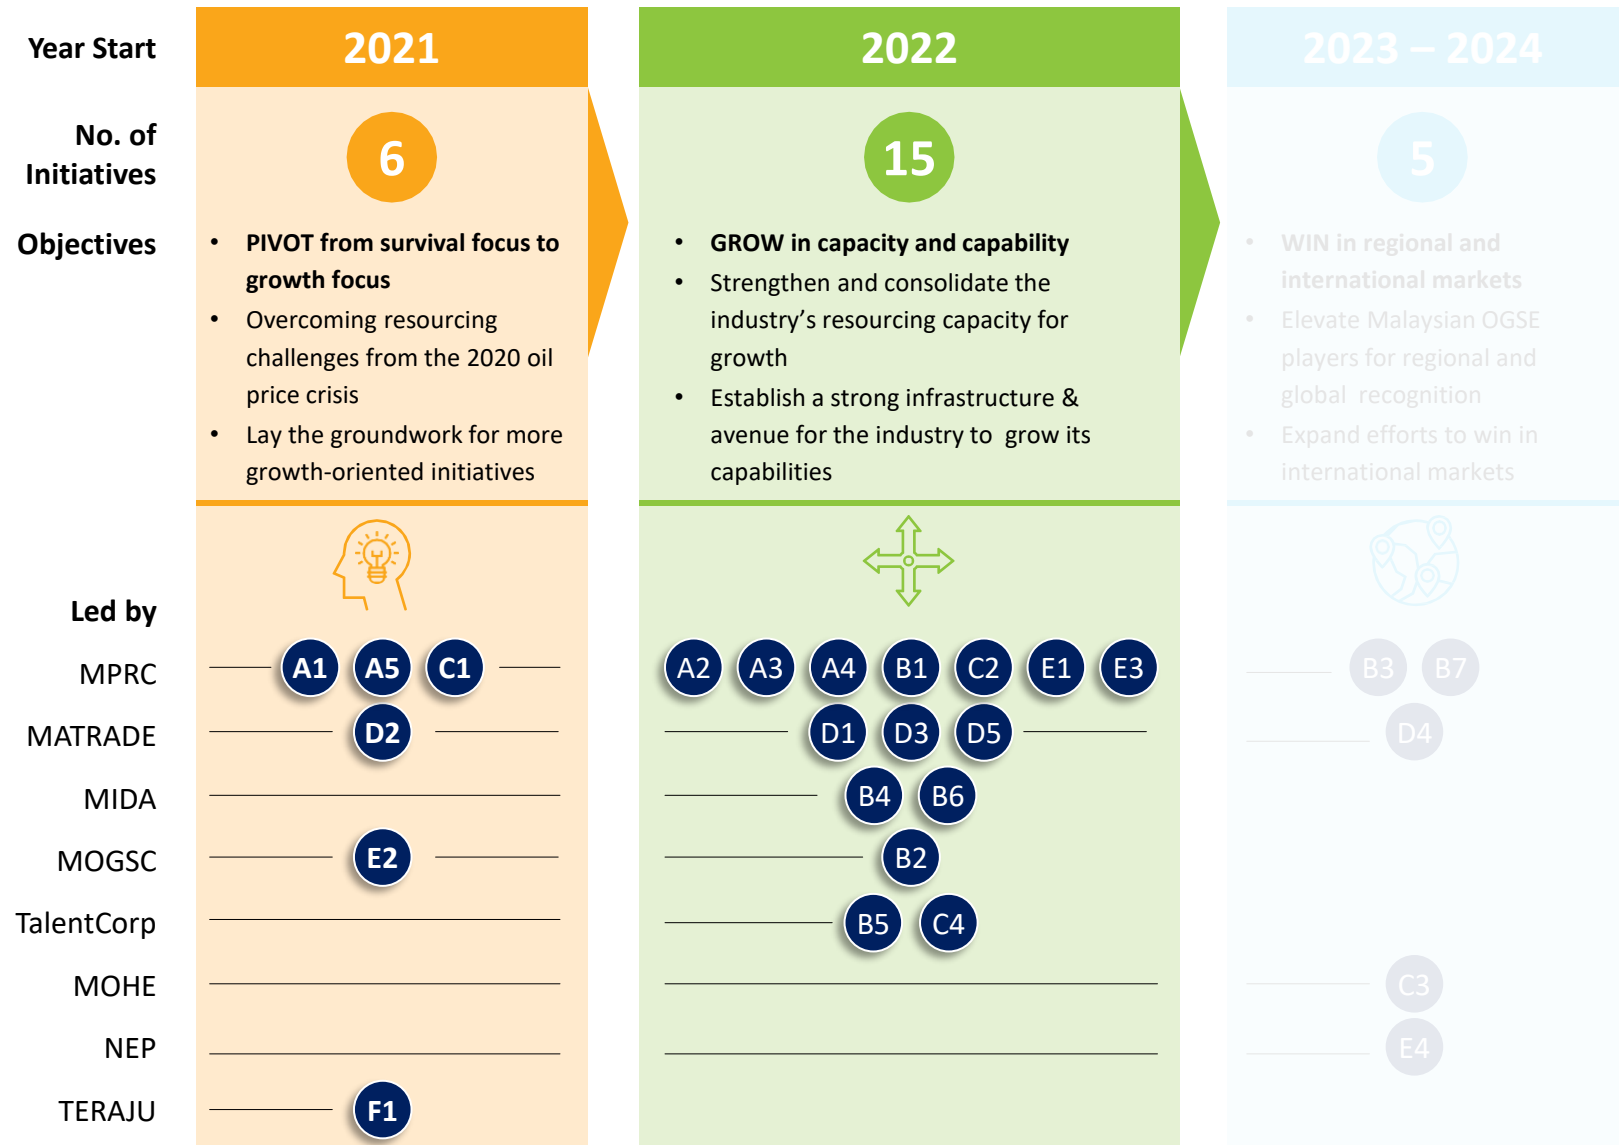 Year Start
2021
2022
2023 – 2024
No. of
Initiatives
6
15
5
Objectives
• PIVOT from survival focus to
growth focus
• Overcoming resourcing
challenges from the 2020 oil
price crisis
• Lay the groundwork for more
growth-oriented initiatives
• GROW in capacity and capability
• Strengthen and consolidate the
industry’s resourcing capacity for
growth
• Establish a strong infrastructure &
avenue for the industry to grow its
capabilities
• WIN in regional and
international markets
• Elevate Malaysian OGSE
players for regional and
global recognition
• Expand efforts to win in
international markets
Led by
MPRC A1 A5 C1 A2 A3 A4 B1 C2 E1 E3 B3 B7
MATRADE D2 D1 D3 D5 D4
MIDA B4 B6
MOGSC E2 B2
TalentCorp B5 C4
MOHE C3
NEP E4
TERAJU F1